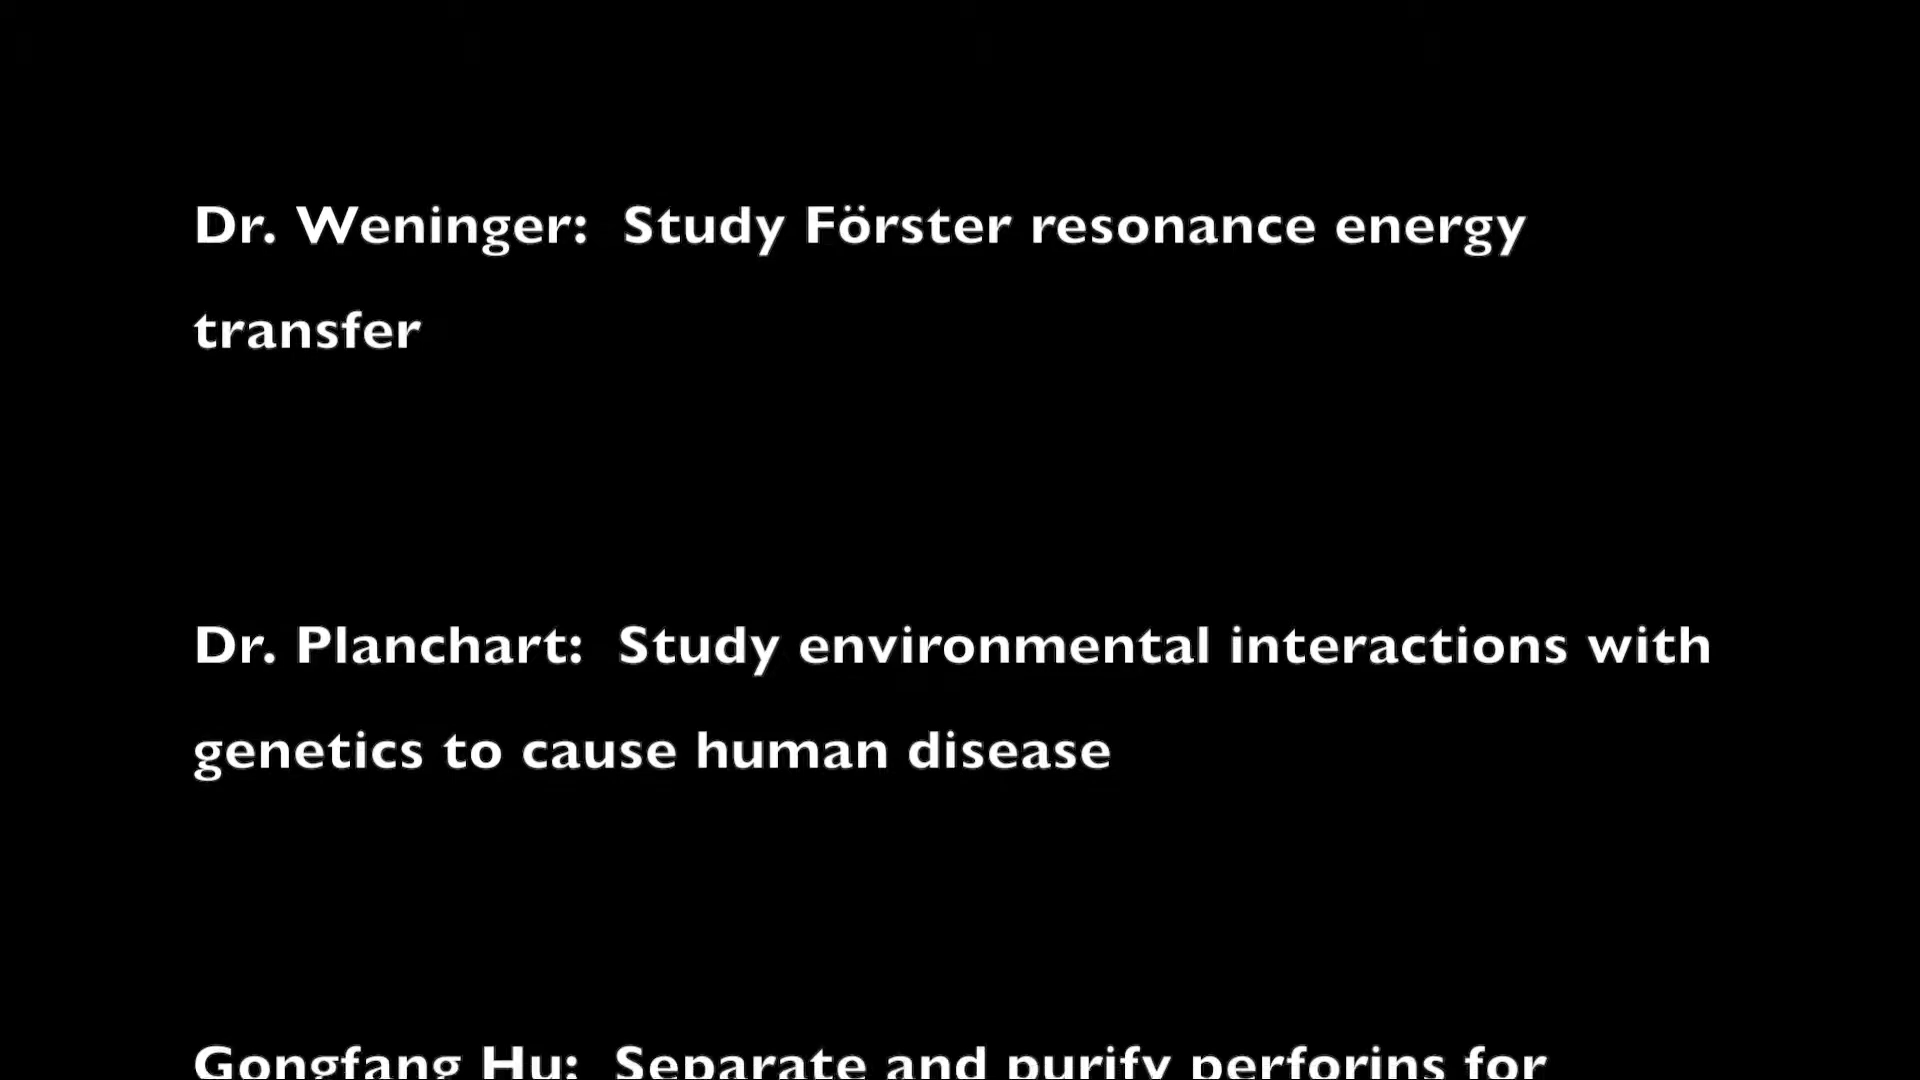 Dr. Weninger:  Study Förster resonance energy
transfer
Dr. Planchart:  Study environmental interactions with
genetics to cause human disease
Gongfang Hu:  Separate and purify perforins for